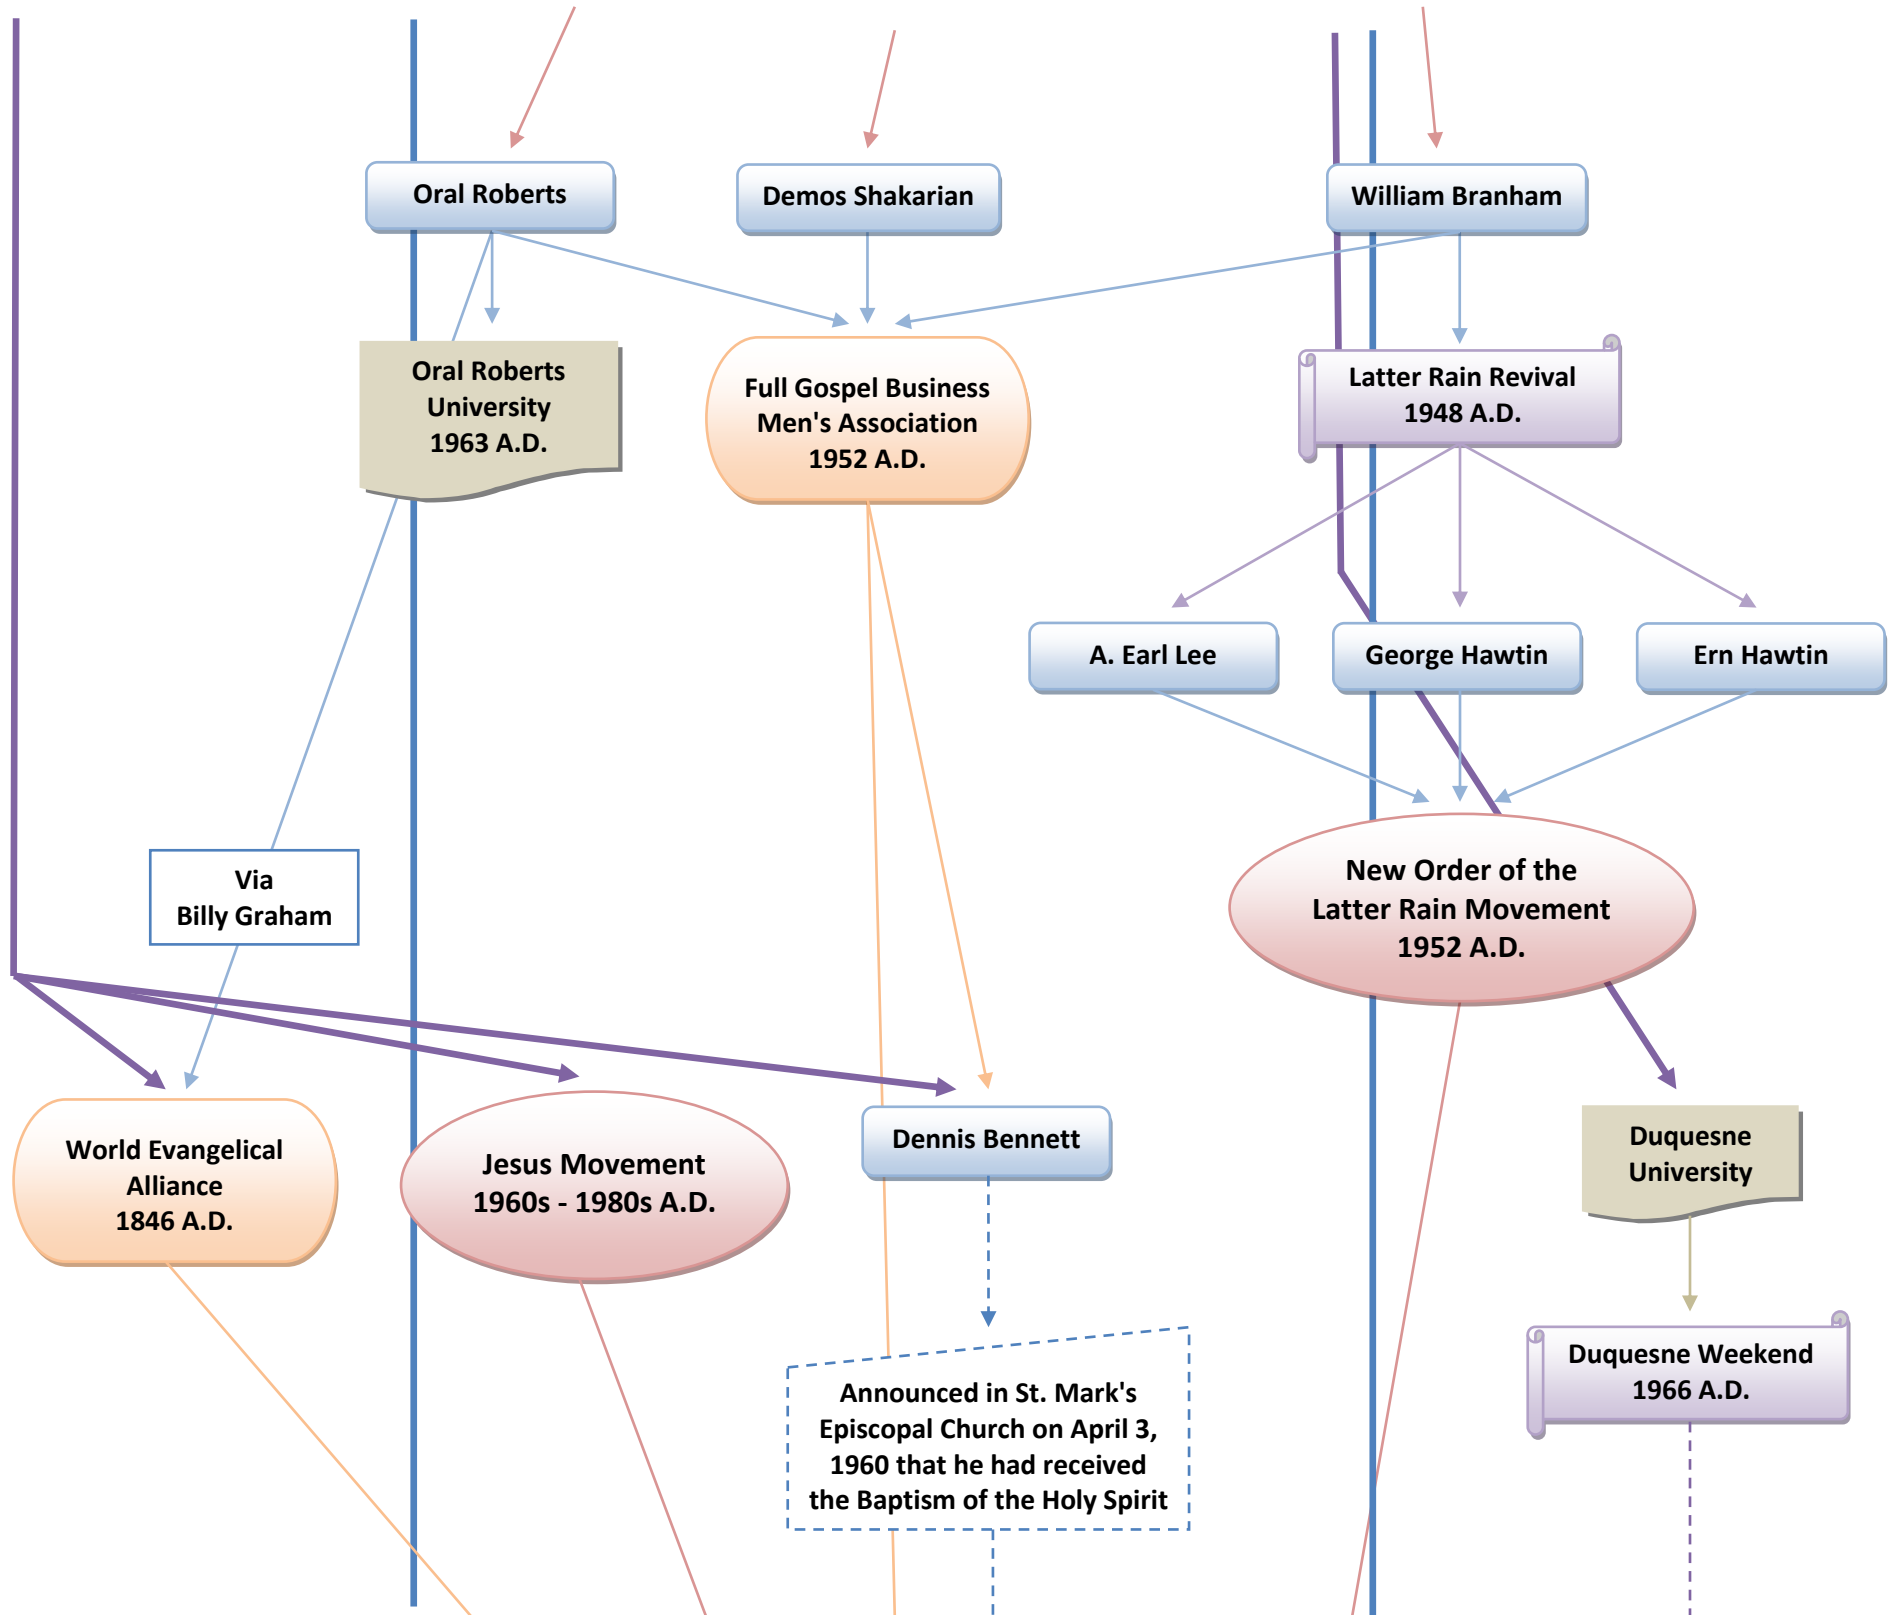 Oral Roberts
Demos Shakarian
William Branham
Oral Roberts
University
1963 A.D.
Full Gospel Business
Men's Association
1952 A.D.
Latter Rain Revival
1948 A.D.
A. Earl Lee
George Hawtin
Ern Hawtin
Via
Billy Graham
New Order of the
Latter Rain Movement
1952 A.D.
World Evangelical
Alliance
1846 A.D.
Jesus Movement
1960s - 1980s A.D.
Dennis Bennett
Duquesne
University
Announced in St. Mark's
Episcopal Church on April 3,
1960 that he had received
the Baptism of the Holy Spirit
Duquesne Weekend
1966 A.D.